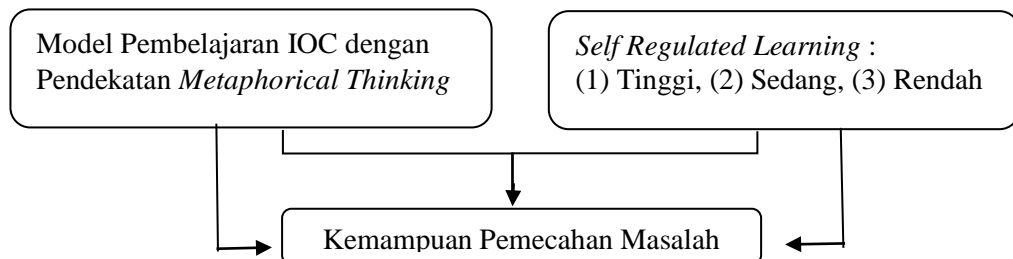 Model Pembelajaran IOC dengan
Pendekatan Metaphorical Thinking
Self Regulated Learning :
(1) Tinggi, (2) Sedang, (3) Rendah
Kemampuan Pemecahan Masalah